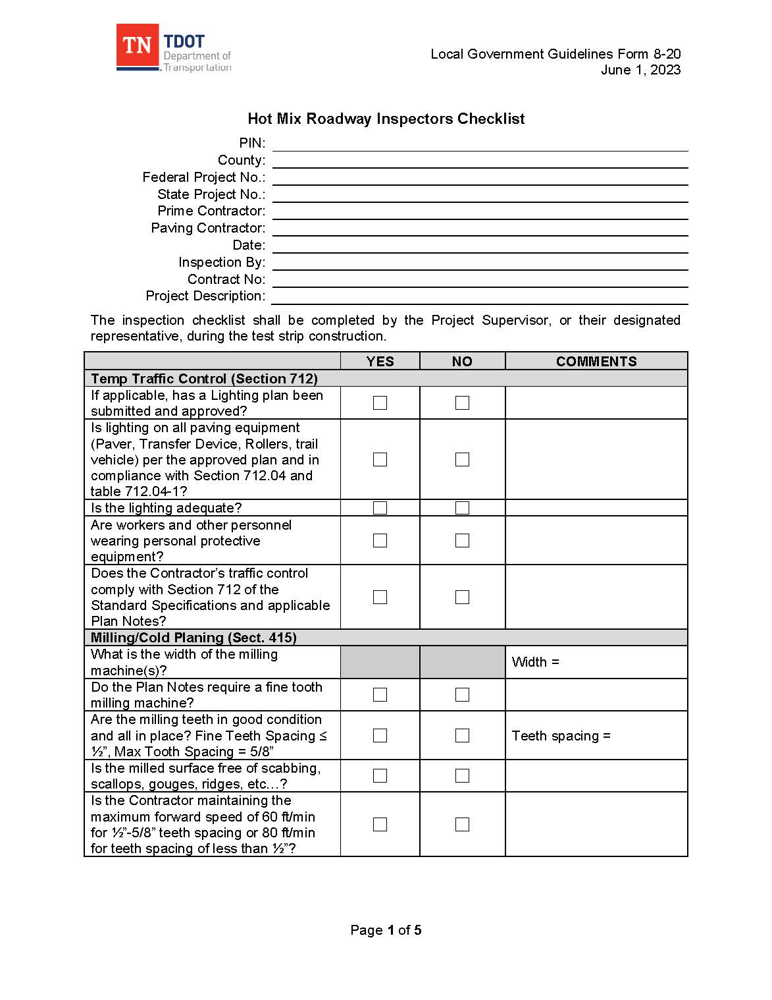 TN TDOT
Department of
Transportation
Local Government Guidelines Form 8-20
June 1, 2023
Hot Mix Roadway Inspectors Checklist
PIN:
County:
Federal Project No.:
State Project No.:
Prime Contractor:
Paving Contractor:
Date:
Inspection By:
Contract No:
Project Description:
The inspection checklist shall be completed by the Project Supervisor, or their designated
representative, during the test strip construction.
YES NO COMMENTS
Temp Traffic Control (Section 712)
If applicable, has a Lighting plan been
submitted and approved?
Is lighting on all paving equipment
(Paver, Transfer Device, Rollers, trail
vehicle) per the approved plan and in
compliance with Section 712.04 and
table 712.04-1?
Is the lighting adequate?
Are workers and other personnel
wearing personal protective
equipment?
Does the Contractor’s traffic control
comply with Section 712 of the
Standard Specifications and applicable
Plan Notes?
Milling/Cold Planing (Sect. 415)
What is the width of the milling
machine(s)?
Width =
Do the Plan Notes require a fine tooth
milling machine?
Are the milling teeth in good condition
and all in place? Fine Teeth Spacing ≤
½”, Max Tooth Spacing = 5/8”
Teeth spacing =
Is the milled surface free of scabbing,
scallops, gouges, ridges, etc…?
Is the Contractor maintaining the
maximum forward speed of 60 ft/min
for ½”-5/8” teeth spacing or 80 ft/min
for teeth spacing of less than ½”?
Page 1 of 5